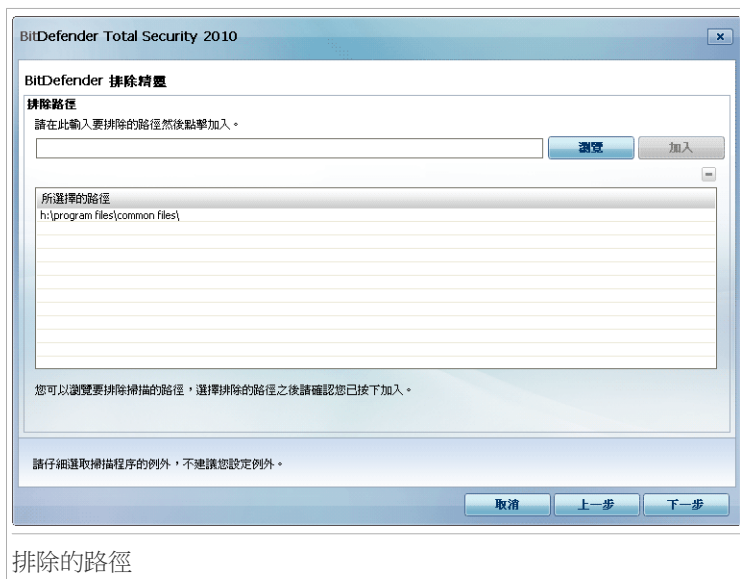 BitDefender Total Security 2010
BitDefender 排除精靈
排除路徑
請在此輸入要排除的路徑然後點擊加入。
瀏覽
加入
所選擇的路徑
h:\program files\common files\
您可以瀏覽要排除掃描的路徑，選擇排除的路徑之後請確認您已按下加入。
請仔細選取掃描程序的例外，不建議您設定例外。
取消
上一步
下一步
排除的路徑